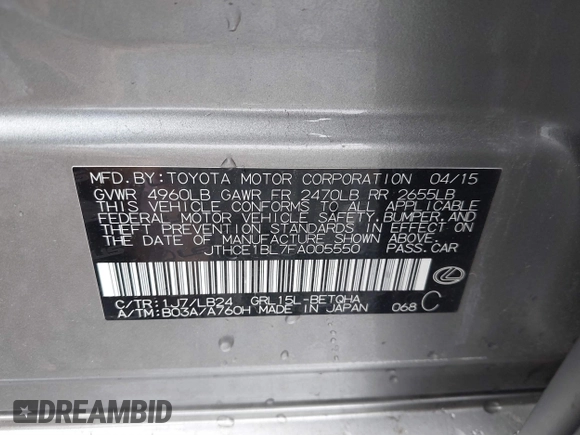 MFD. BY: TOYOTA MOTOR CORPORATION 04/15
GVWR 4960LB GAWR FR 2470LB RR 2655LB
THIS VEHICLE CONFORMS TO ALL APPLICABLE
FEDERAL MOTOR VEHICLE SAFETY, BUMPER, AND
THEFT PREVENTION STANDARDS IN EFFECT ON
THE DATE OF MANUFACTURE SHOWN ABOVE.
JTHCE1BL7FA005550 PASS. CAR
C/TR: 1J7/LB24 GRL15L-BETQHA
A/TM: B03A/A760H MADE IN JAPAN 068 C
DREAMBID